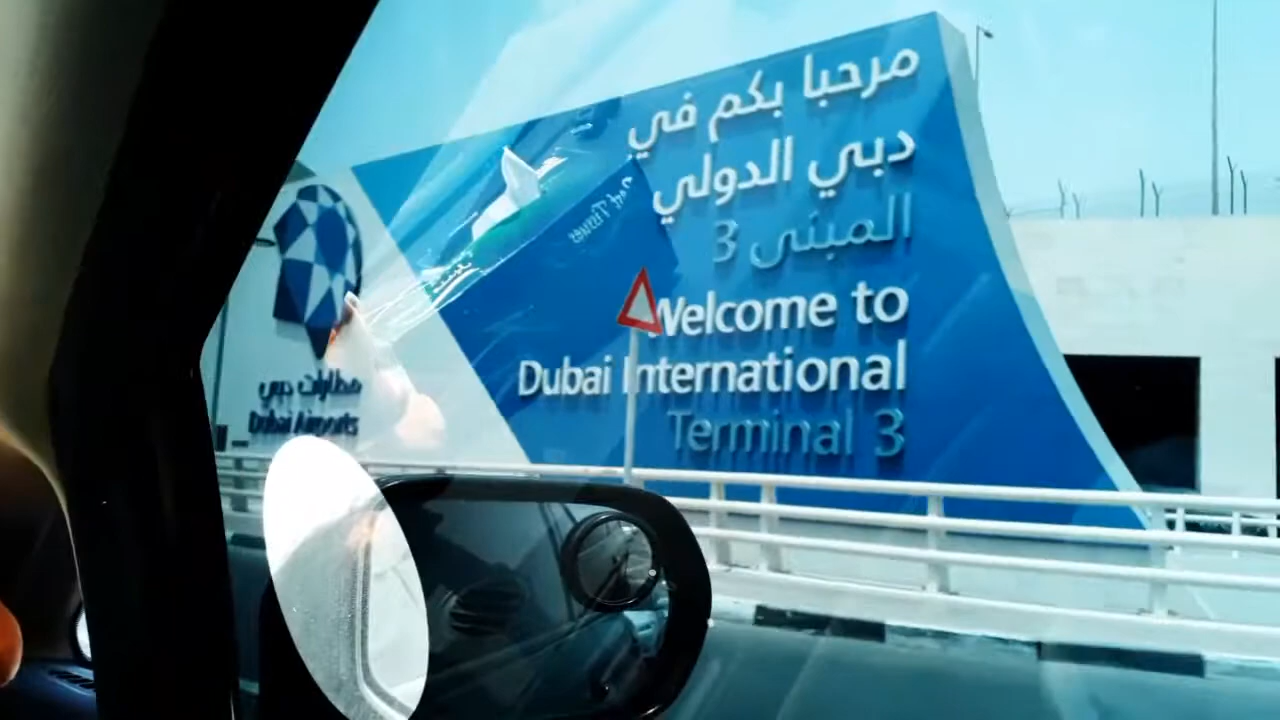 مرحبا بكم في
دبي الدولي
المبنى 3
Welcome to
Dubai International
Terminal 3
مطارات دبي
Dubai Airports